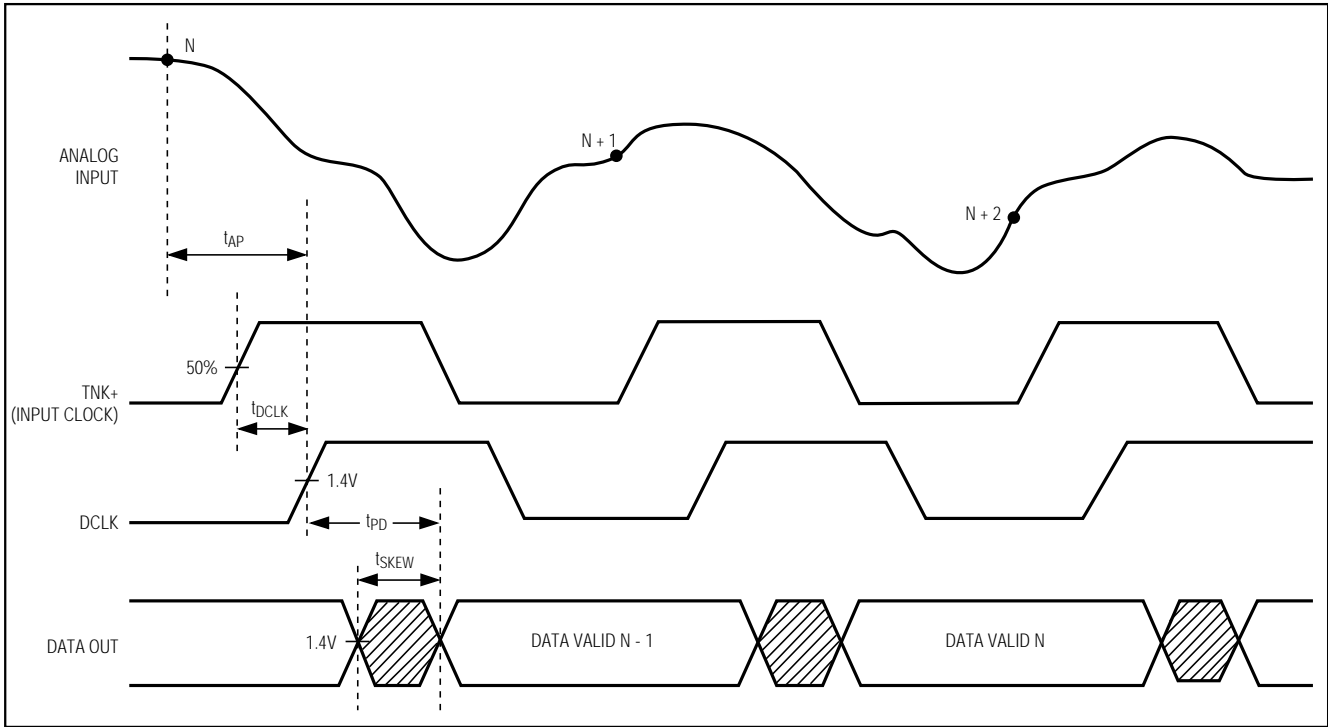 N
ANALOG
INPUT
N + 1
N + 2
tAP
50%
TNK+
(INPUT CLOCK)
tDCLK
1.4V
DCLK
tPD
tSKEW
DATA OUT
1.4V
DATA VALID N - 1
DATA VALID N